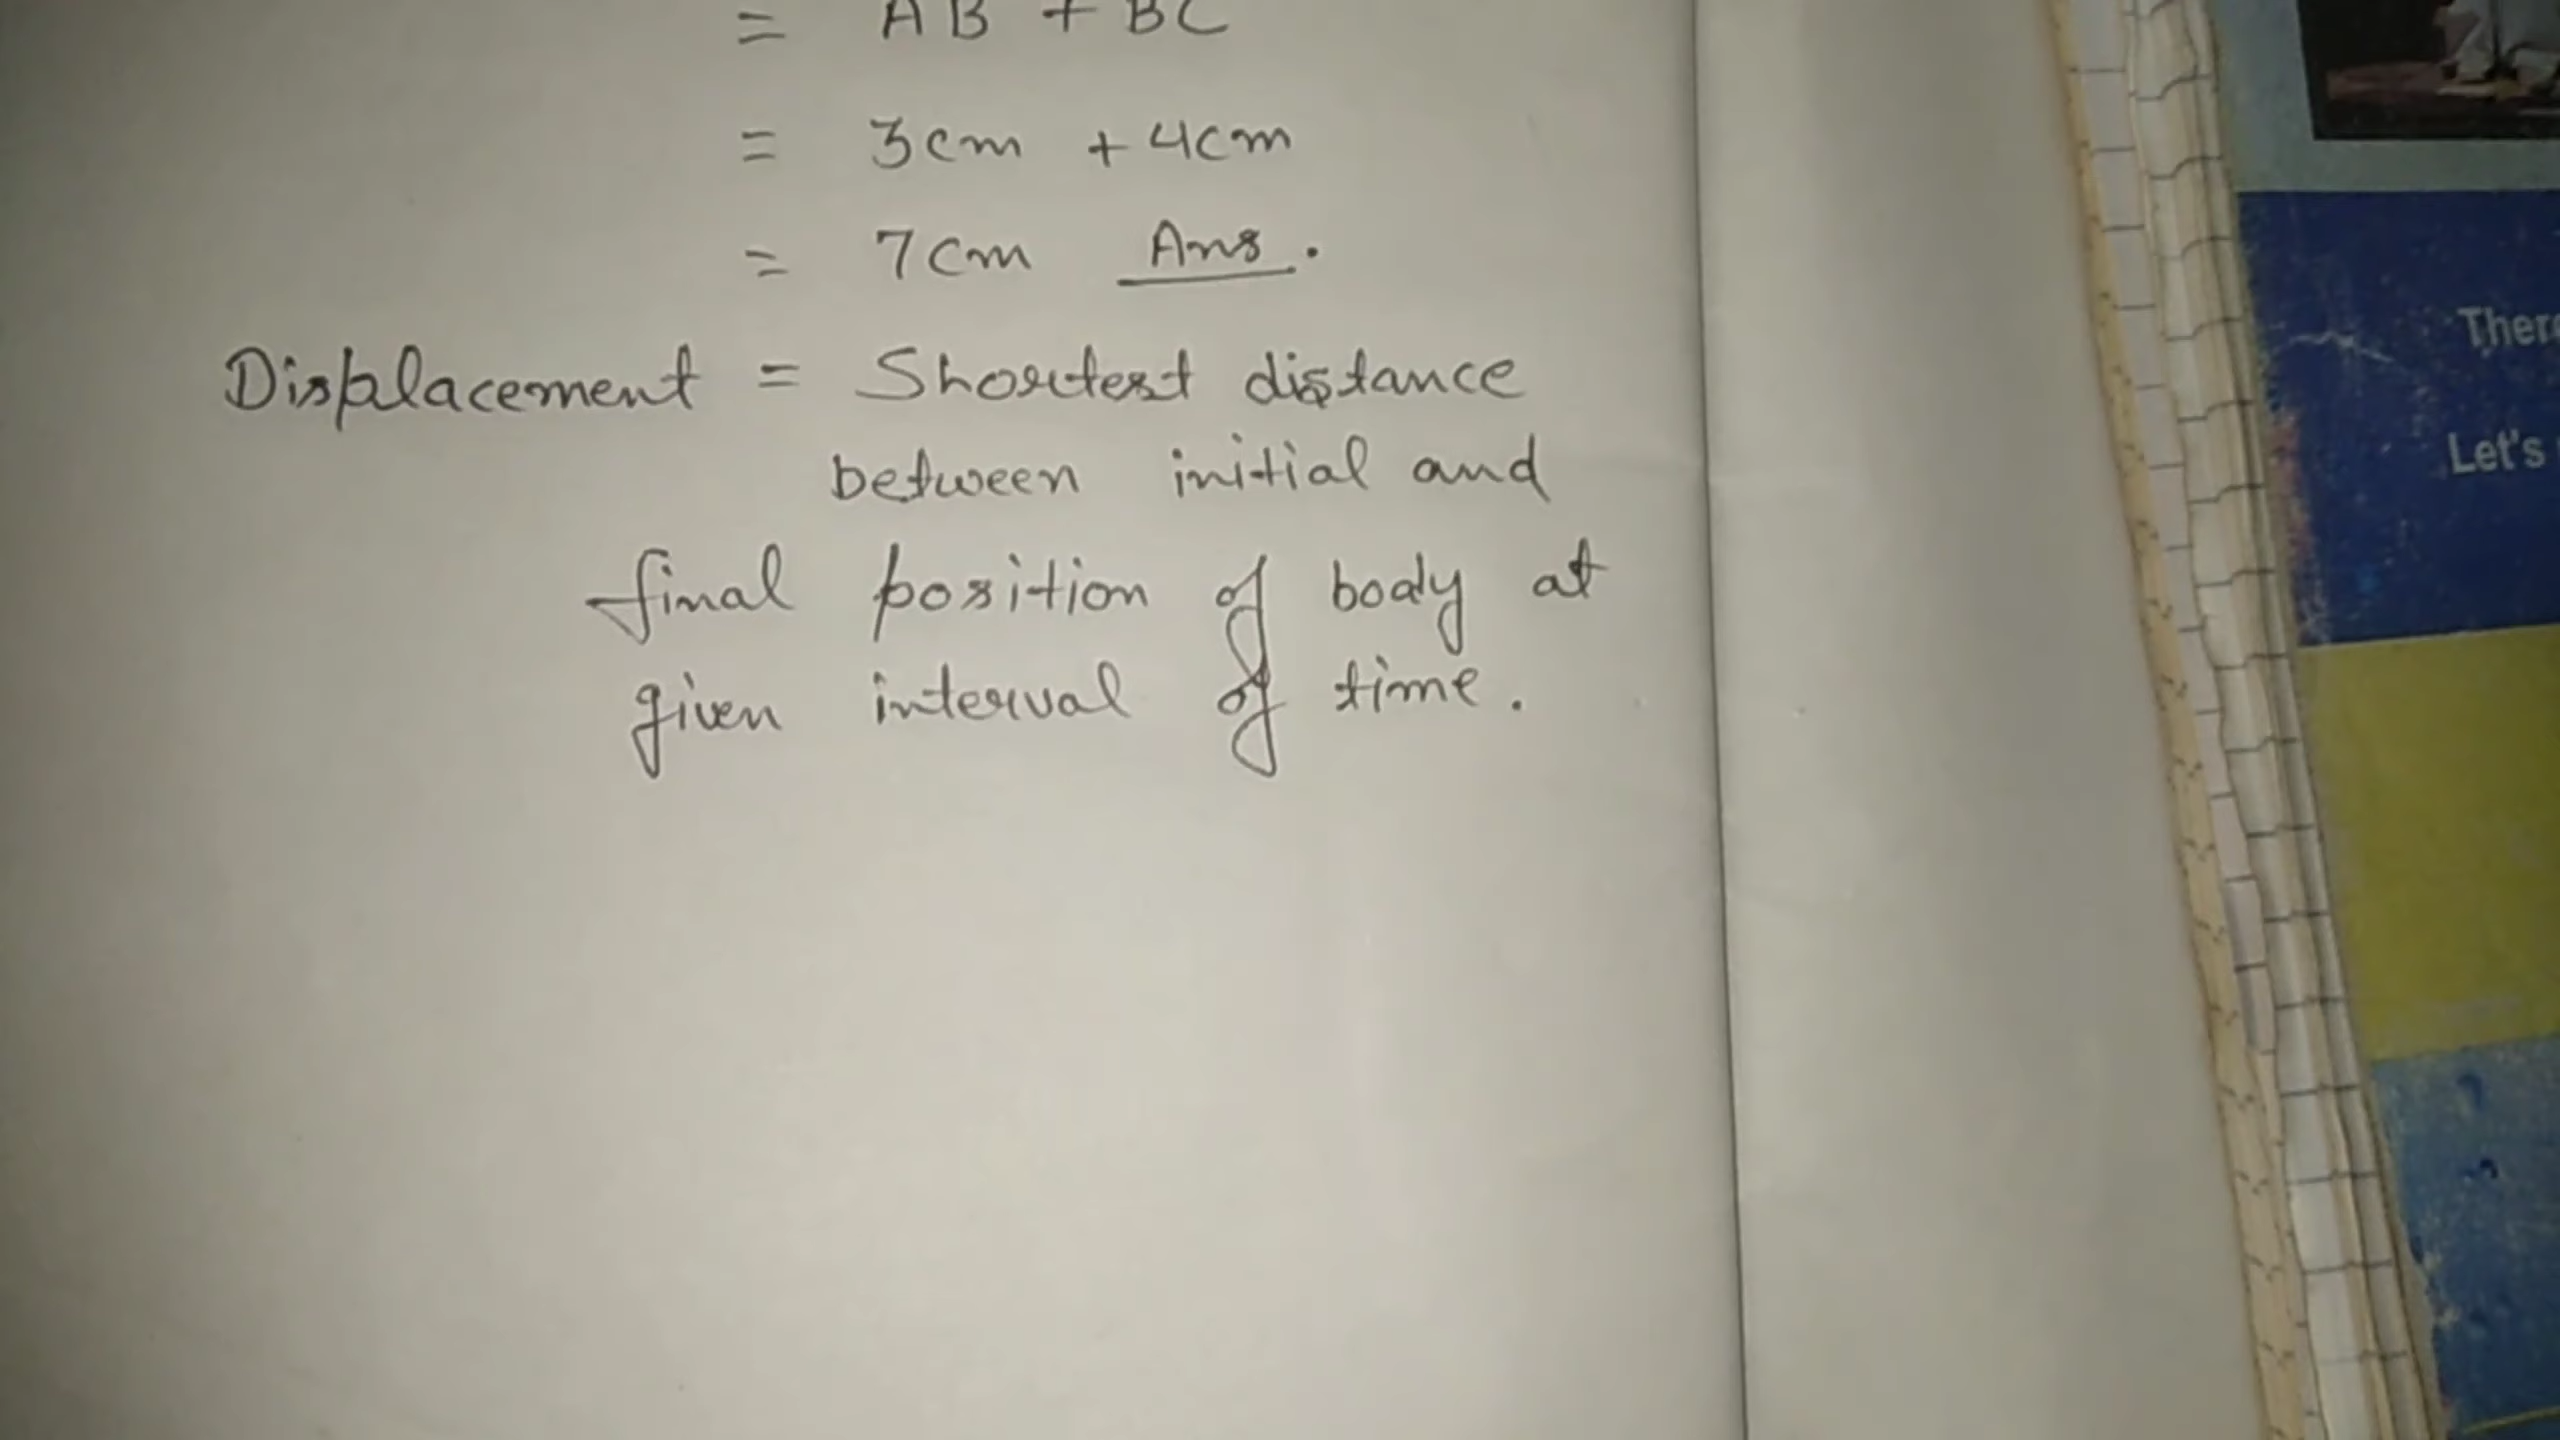 = AB + BC
= 3cm + 4cm
= 7cm Ans.
Displacement = Shortest distance
between initial and
final position of body at
given interval of time.
Let's